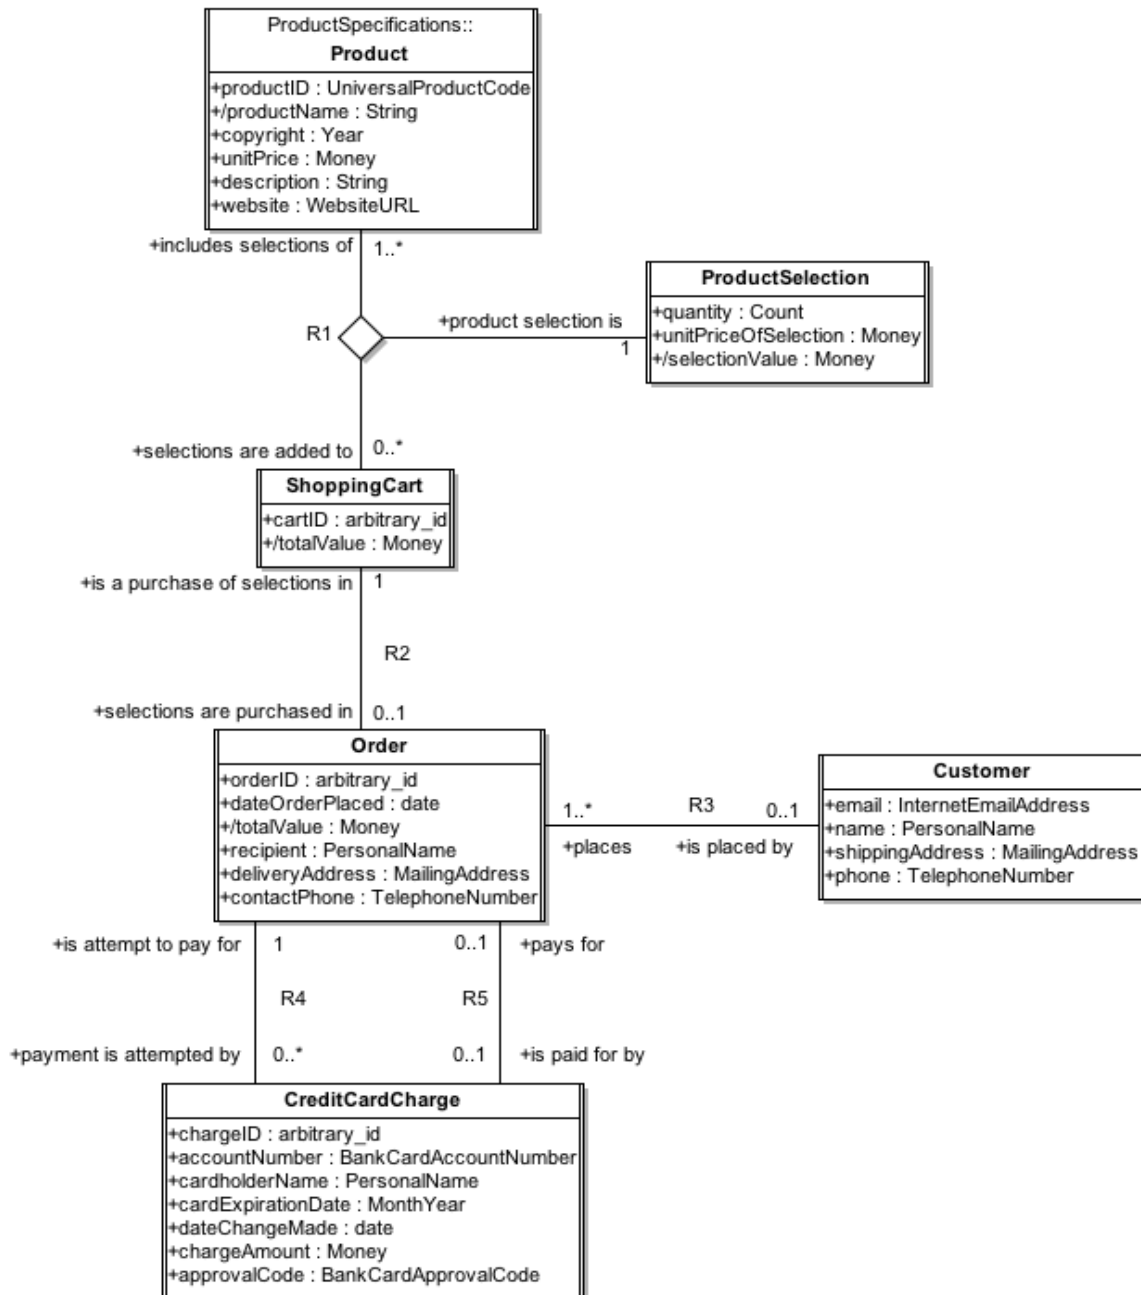 ProductSpecifications::
Product
+productID : UniversalProductCode
+/productName : String
+copyright : Year
+unitPrice : Money
+description : String
+website : WebsiteURL
+includes selections of
1..*
ProductSelection
+quantity : Count
+unitPriceOfSelection : Money
+/selectionValue : Money
R1
+product selection is
1
+selections are added to
0..*
ShoppingCart
+cartID : arbitrary_id
+/totalValue : Money
+is a purchase of selections in
1
R2
+selections are purchased in
0..1
Order
+orderID : arbitrary_id
+dateOrderPlaced : date
+/totalValue : Money
+recipient : PersonalName
+deliveryAddress : MailingAddress
+contactPhone : TelephoneNumber
1..*
R3
0..1
+places
+is placed by
Customer
+email : InternetEmailAddress
+name : PersonalName
+shippingAddress : MailingAddress
+phone : TelephoneNumber
+is attempt to pay for
1
0..1
+pays for
R4
R5
+payment is attempted by
0..*
0..1
+is paid for by
CreditCardCharge
+chargeID : arbitrary_id
+accountNumber : BankCardAccountNumber
+cardholderName : PersonalName
+cardExpirationDate : MonthYear
+dateChangeMade : date
+chargeAmount : Money
+approvalCode : BankCardApprovalCode